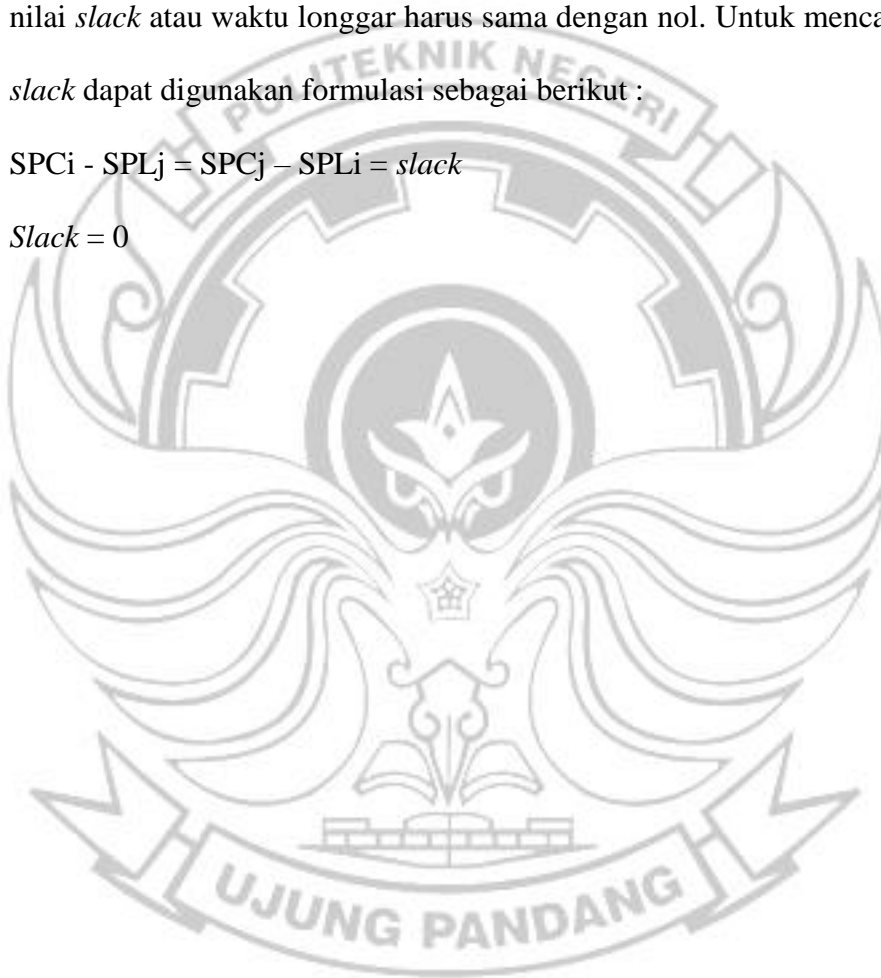 nilai slack atau waktu longgar harus sama dengan nol. Untuk
POLITEKNIK NEGERI
slack dapat digunakan formulasi sebagai berikut :
SPCi - SPLj = SPCj – SPLi = slack
Slack = 0
UJUNG PANDANG